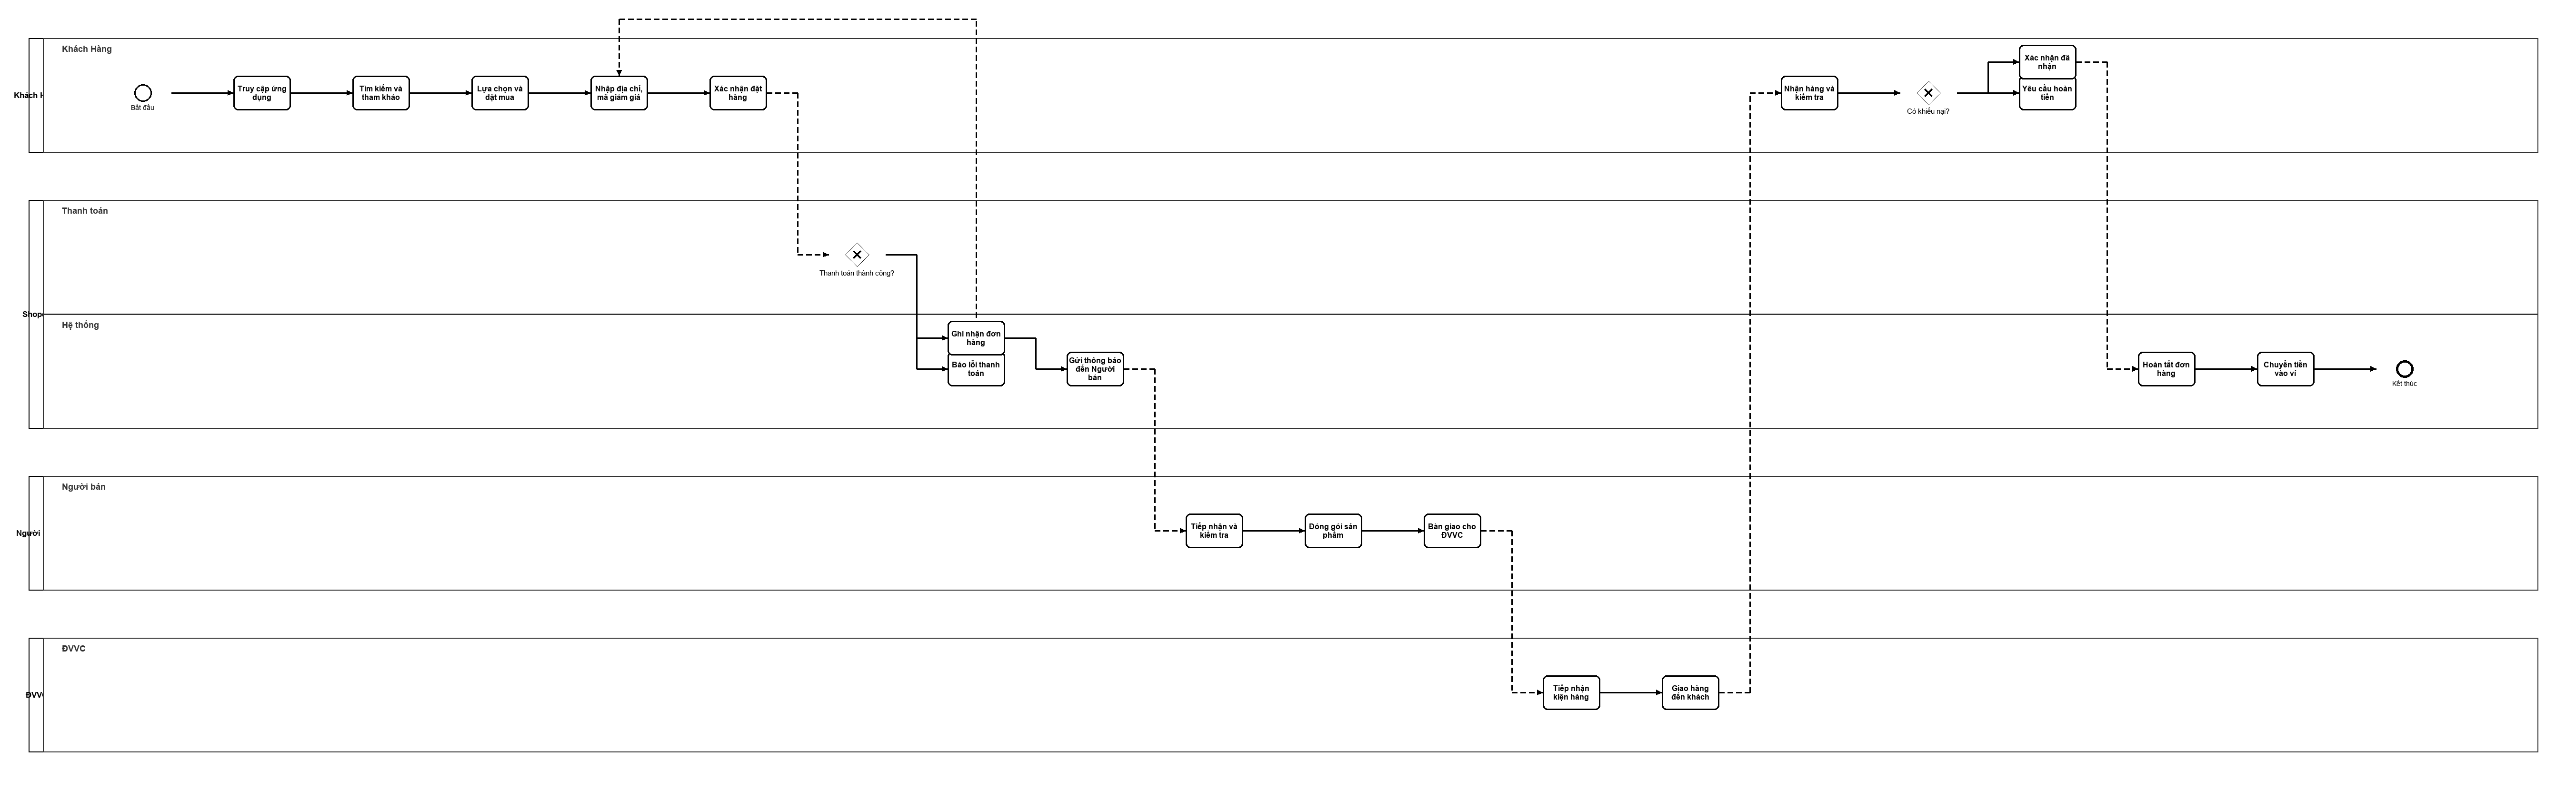 Khách Hàng
Khách H
Bắt đầu
Truy cập ứng
dụng
Tìm kiếm và
tham khảo
Lựa chọn và
đặt mua
Nhập địa chỉ,
mã giảm giá
Xác nhận đặt
hàng
Nhận hàng và
kiểm tra
Có khiếu nại?
Xác nhận đã
nhận
Yêu cầu hoàn
tiền
Thanh toán
Thanh toán thành công?
Shop
Hệ thống
Ghi nhận đơn
hàng
Báo lỗi thanh
toán
Gửi thông báo
đến Người
bán
Hoàn tất đơn
hàng
Chuyển tiền
vào ví
Kết thúc
Người bán
Người
Tiếp nhận và
kiểm tra
Đóng gói sản
phẩm
Bàn giao cho
ĐVVC
ĐVVC
ĐVV
Tiếp nhận
kiện hàng
Giao hàng
đến khách